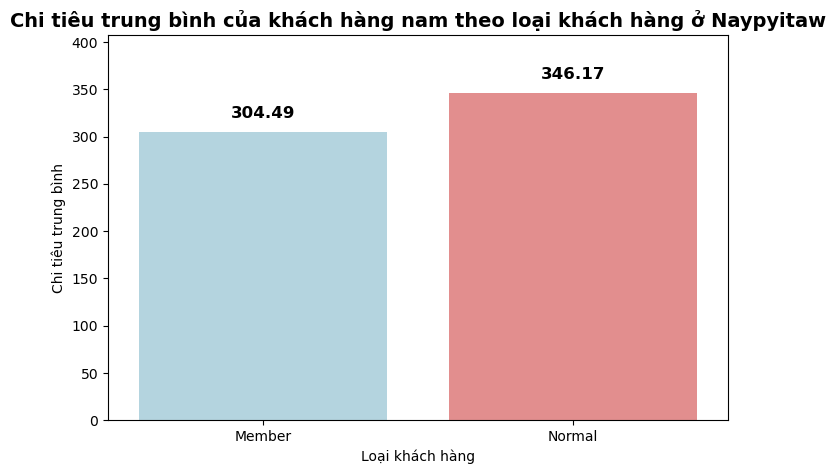 Chi tiêu trung bình của khách hàng nam theo loại khách hàng ở Naypyitaw
400
350
300
250
200
150
100
50
0
Chi tiêu trung bình
304.49
346.17
Member
Normal
Loại khách hàng